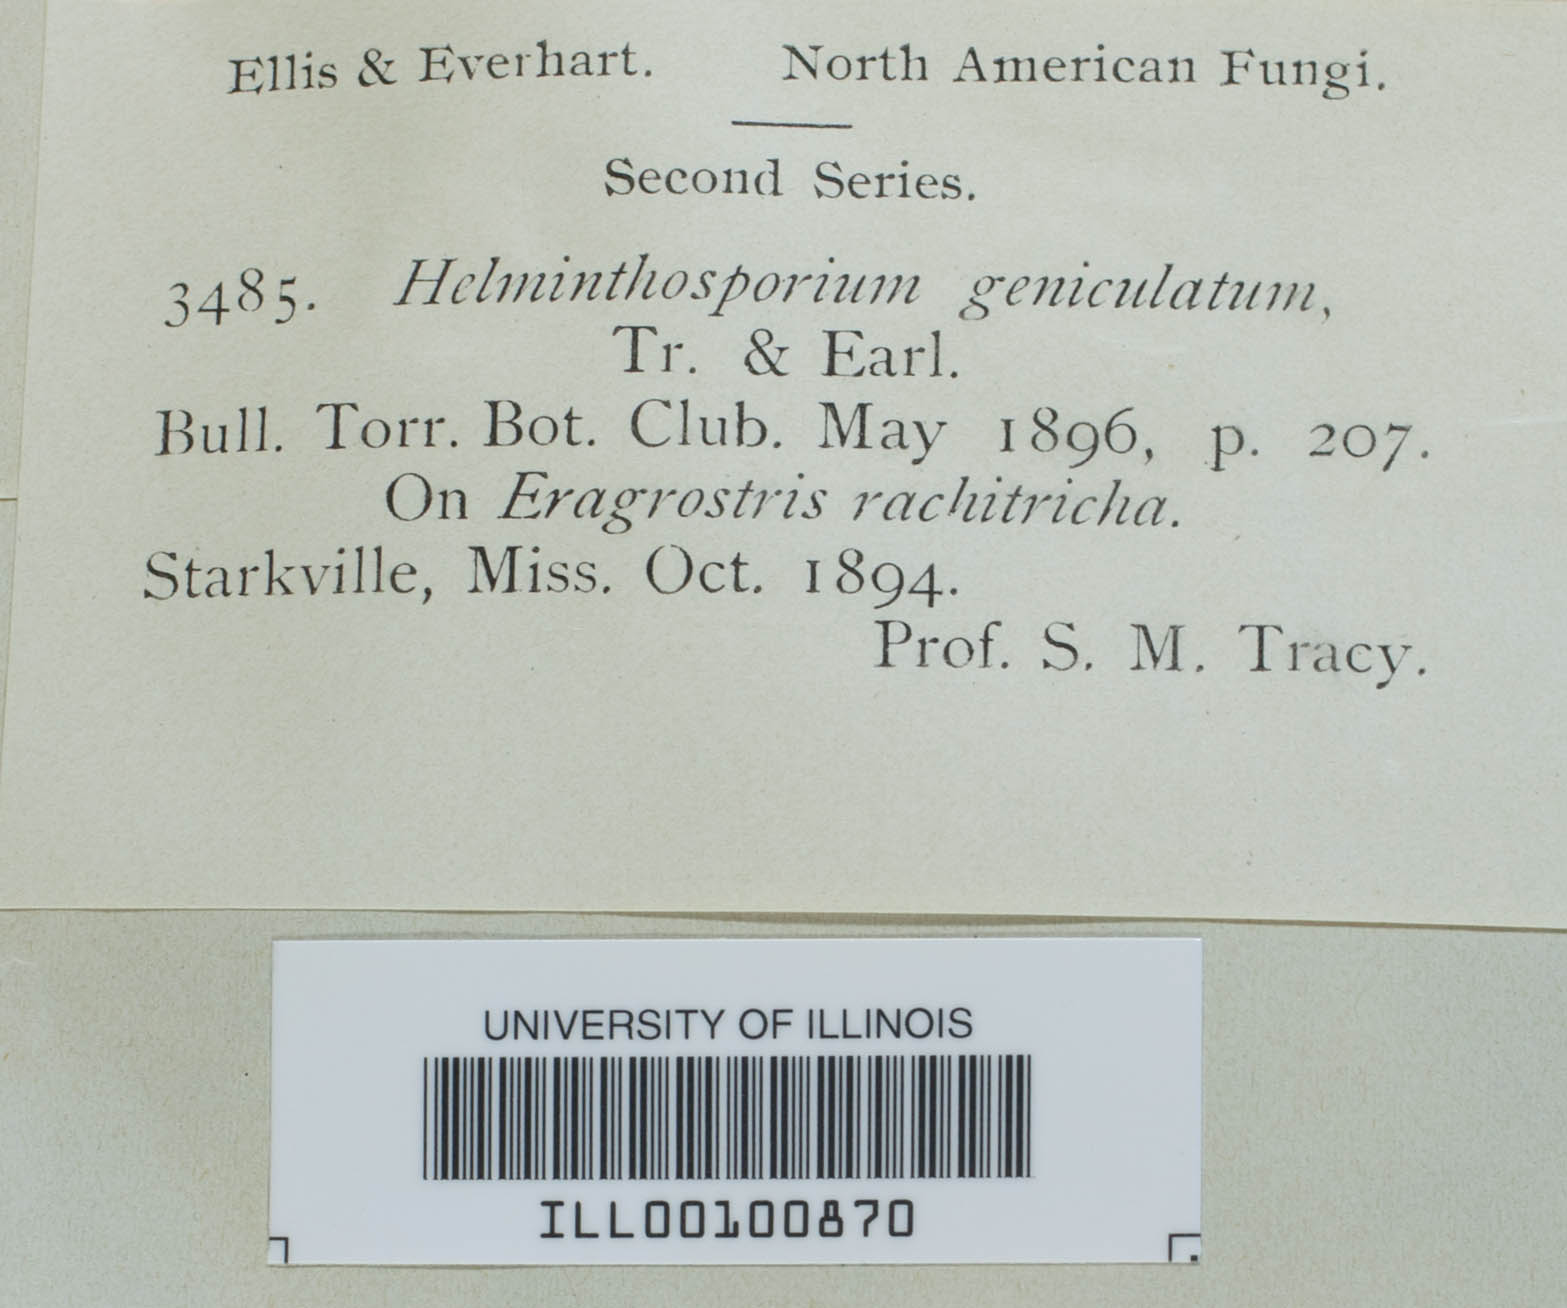 Ellis & Everhart. North American Fungi.
Second Series.
3485. Helminthosporium geniculatum,
Tr. & Earl.
Bull. Torr. Bot. Club. May 1896, p. 207.
On Eragrostris rachitricha.
Starkville, Miss. Oct. 1894.
Prof. S. M. Tracy.
UNIVERSITY OF ILLINOIS
ILL00100870